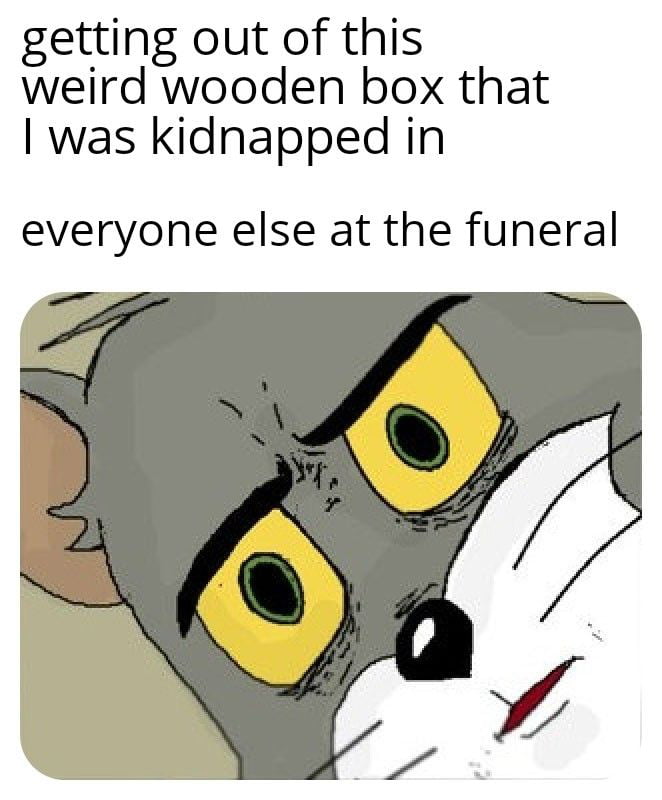 getting out of this
weird wooden box that
I was kidnapped in
everyone else at the funeral